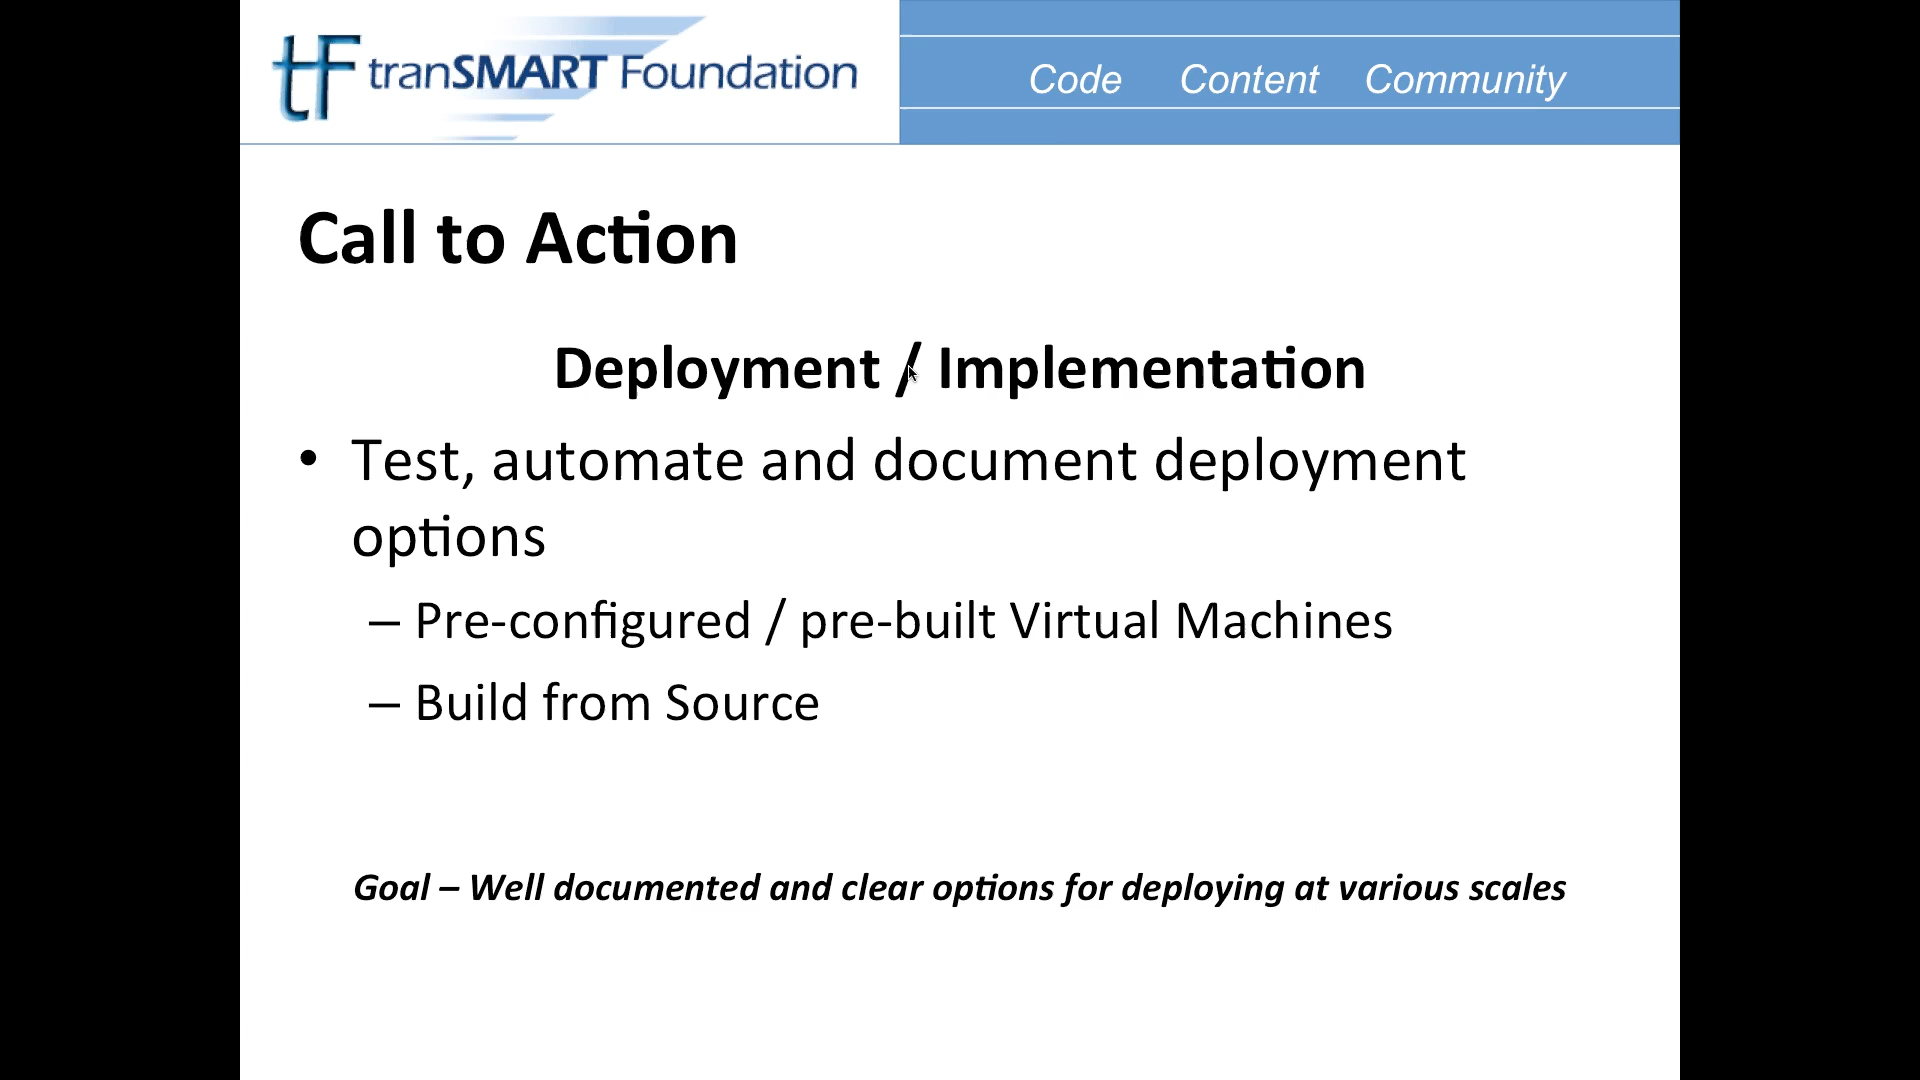 tF tranSMART Foundation
Code Content Community
Call to Action
Deployment / Implementation
• Test, automate and document deployment
options
– Pre-configured / pre-built Virtual Machines
– Build from Source
Goal – Well documented and clear options for deploying at various scales